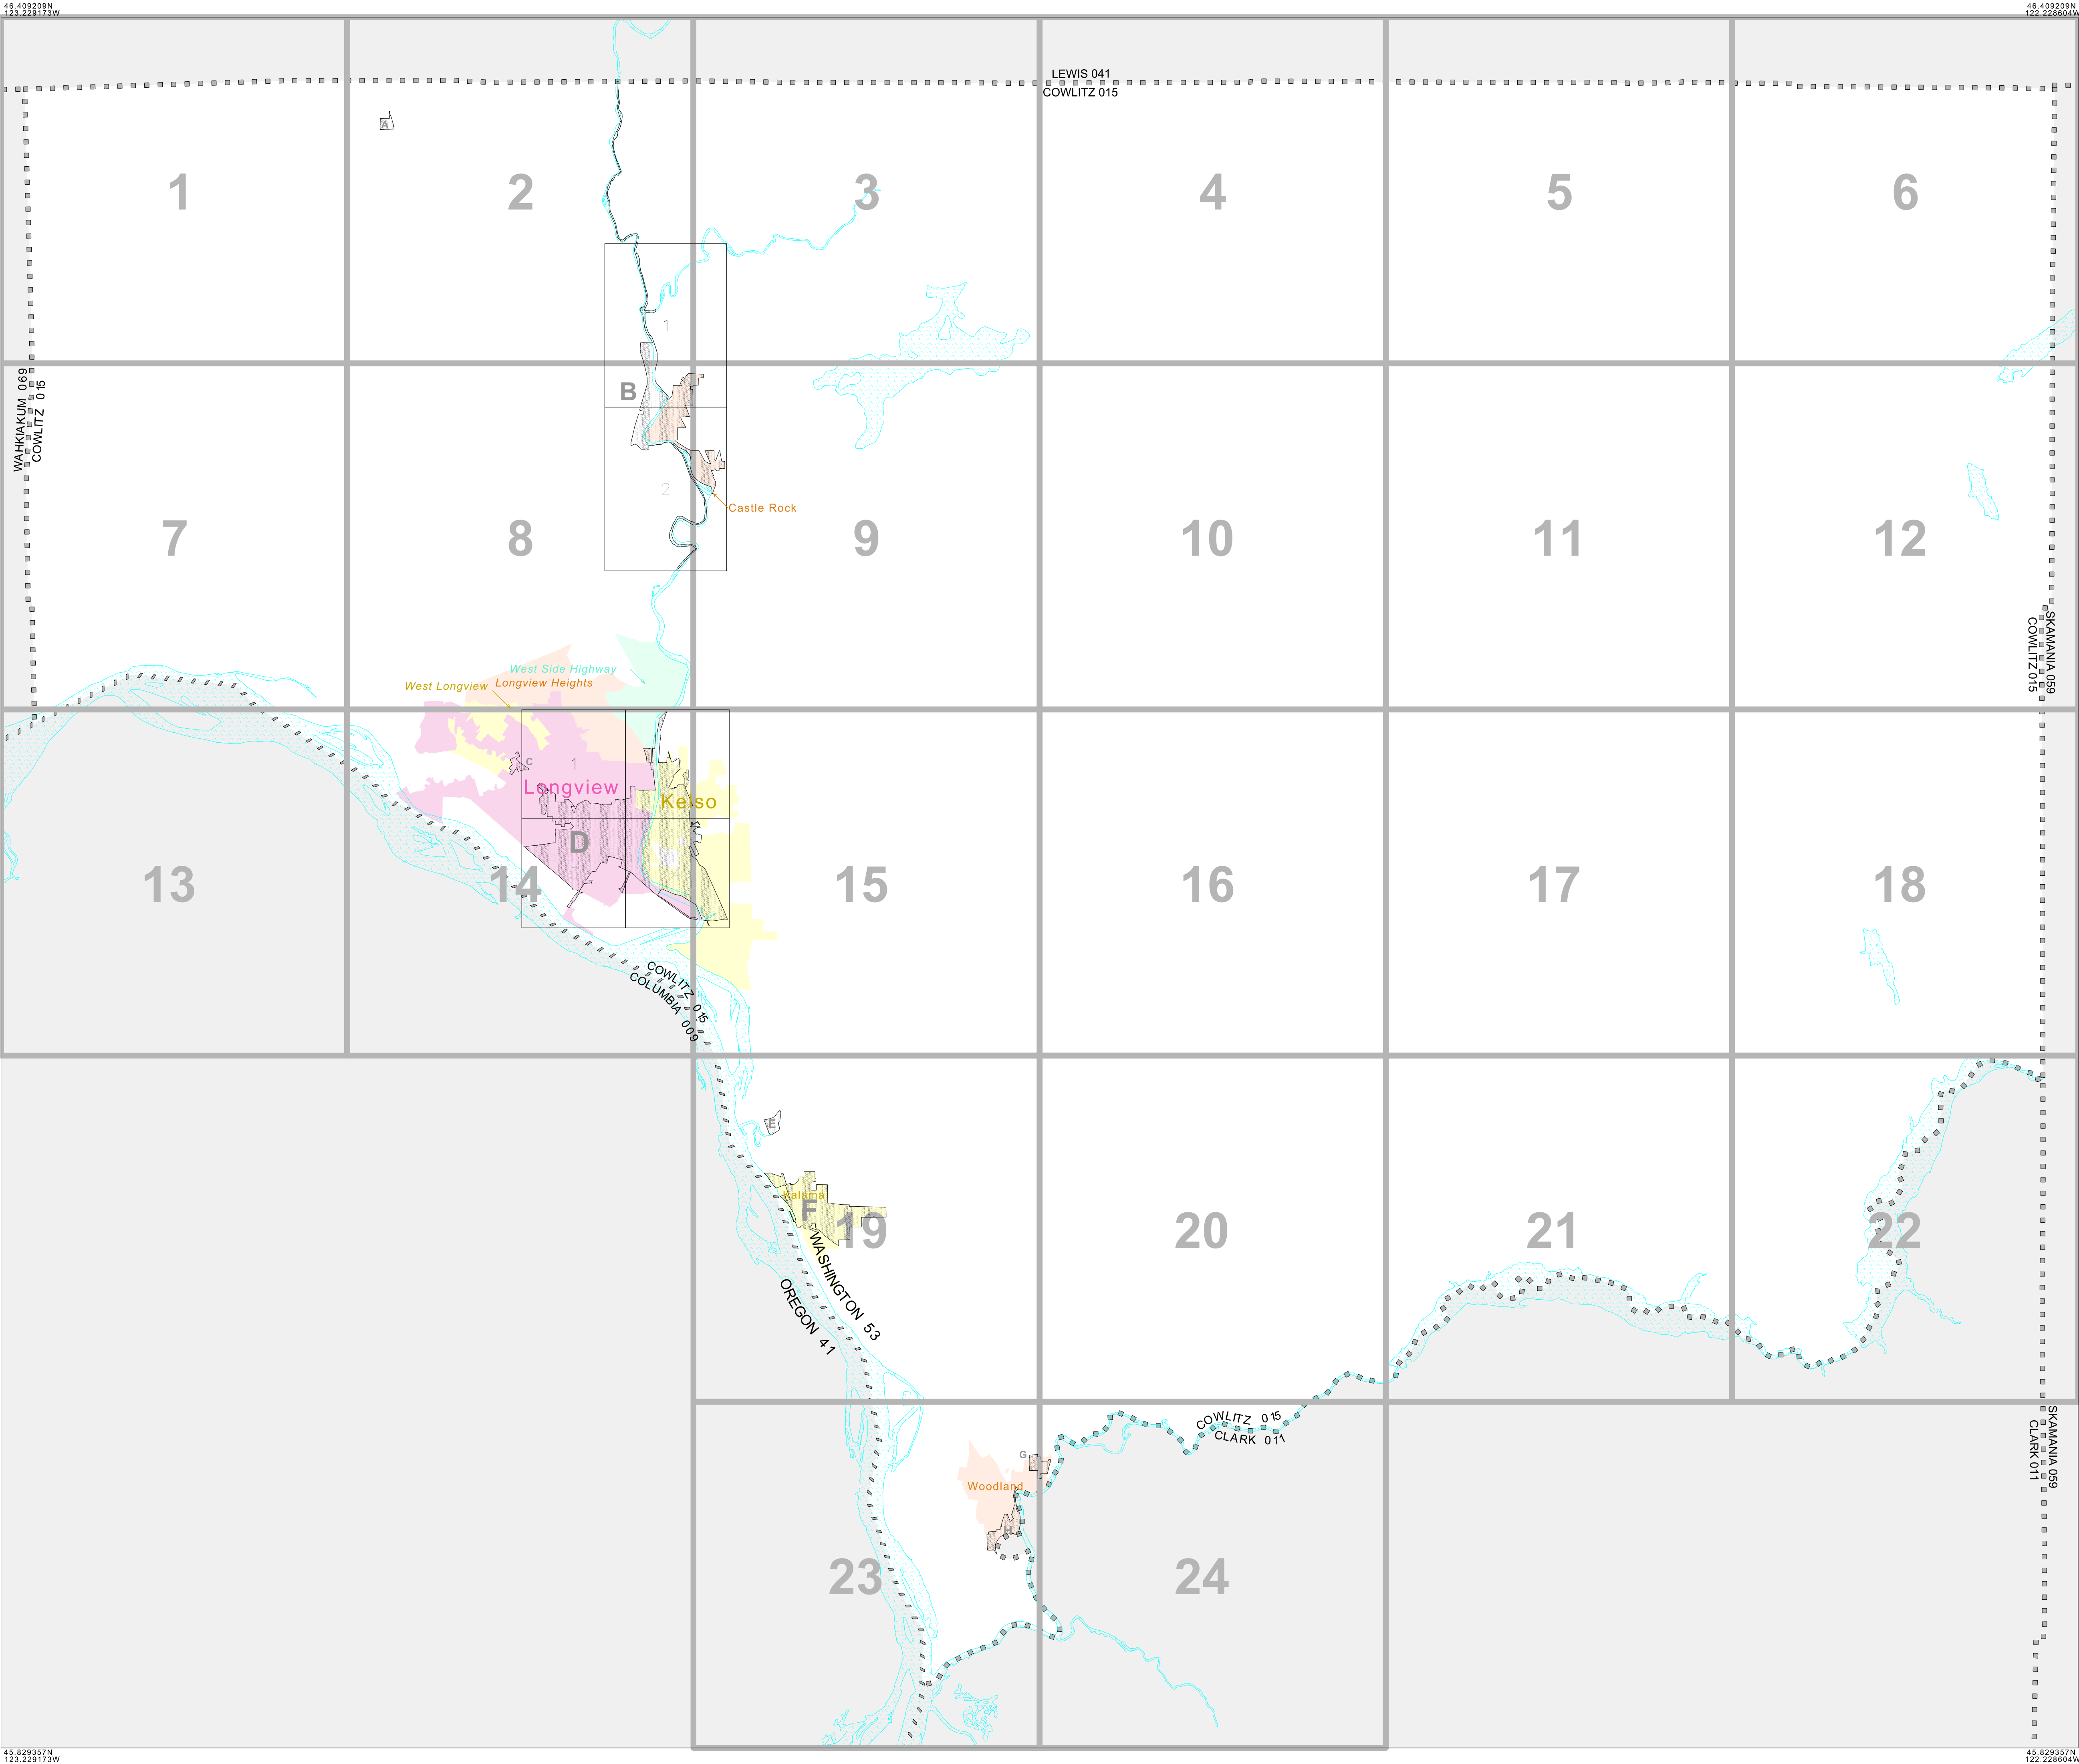 46.409209N
123.229173W
46.409209N
122.228604W
LEWIS 041
COWLITZ 015
A
1
2
3
4
5
6
1
B
WAHKIAKUM 069
COWLITZ 015
2
Castle Rock
7
8
9
10
11
12
SKAMANIA 059
COWLITZ 015
West Side Highway
West Longview
Longview Heights
C
1
2
Longview
Kelso
D
3
4
13
14
15
16
17
18
COWLITZ 015
COLUMBIA 009
E
Kalama
F
19
20
21
22
WASHINGTON 53
OREGON 41
COWLITZ 015
CLARK 011
SKAMANIA 059
CLARK 011
G
Woodland
H
23
24
45.829357N
123.229173W
45.829357N
122.228604W